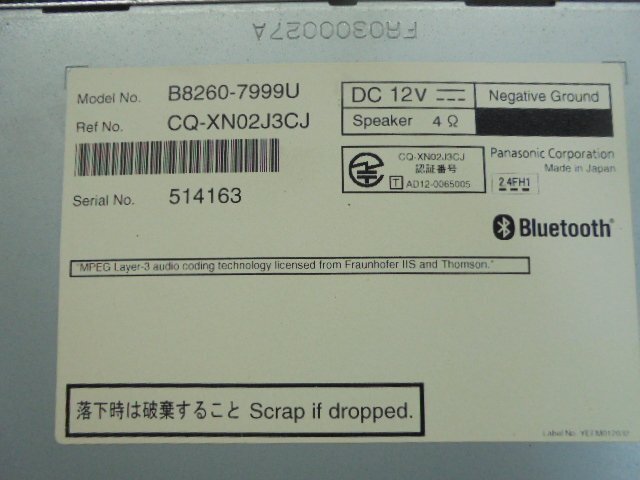 FR0300027A
Model No. B8260-7999U
Ref No. CQ-XN02J3CJ
Serial No. 514163
DC 12V
Negative Ground
Speaker 4 Ω
CQ-XN02J3CJ
認証番号
T AD12-0065005
Panasonic Corporation
Made in Japan
2.4FH1
Bluetooth®
"MPEG Layer-3 audio coding technology licensed from Fraunhofer IIS and Thomson."
落下時は破棄すること Scrap if dropped.
Label No.